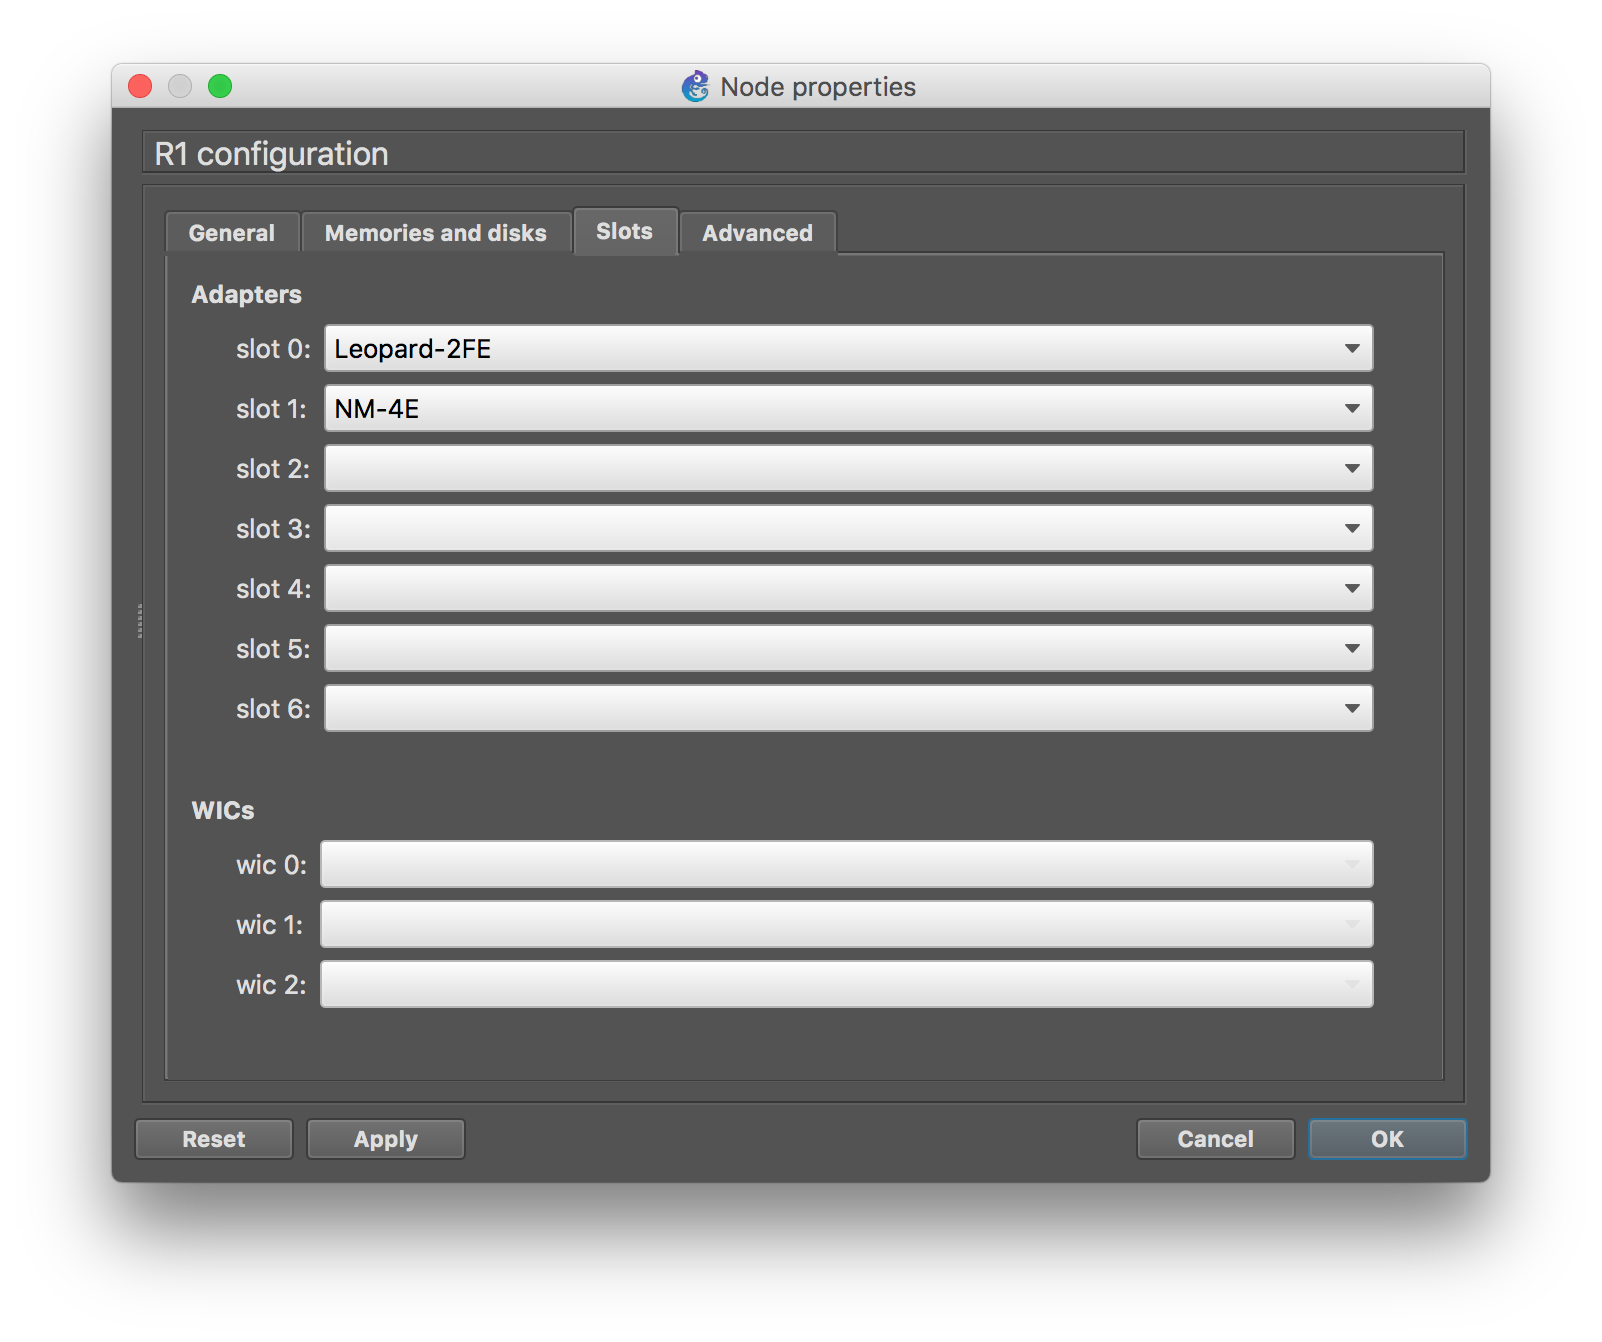 Node properties
R1 configuration
General Memories and disks Slots Advanced
Adapters
slot 0: Leopard-2FE
slot 1: NM-4E
slot 2:
slot 3:
slot 4:
slot 5:
slot 6:
WICs
wic 0:
wic 1:
wic 2:
Reset Apply Cancel OK